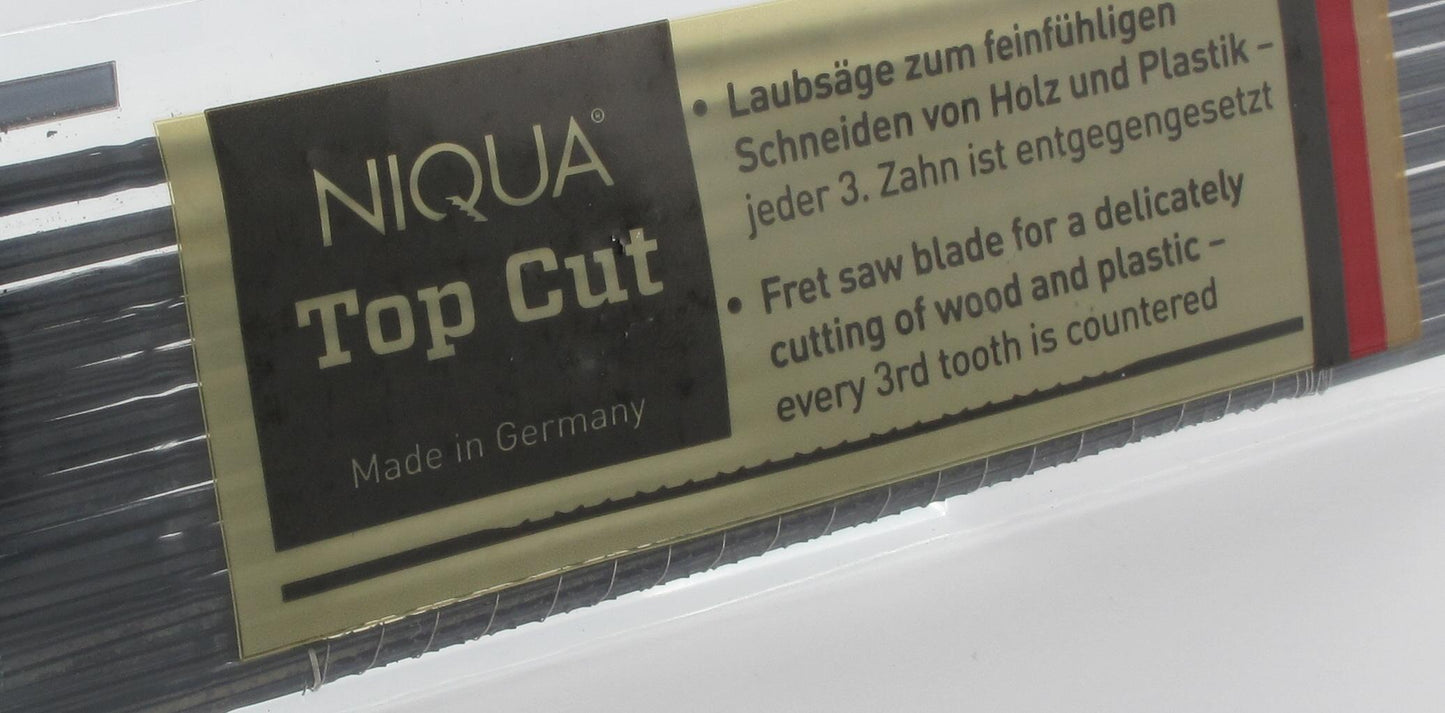 NIQUA®
Top Cut
Made in Germany
• Laubsäge zum feinfühligen
Schneiden von Holz und Plastik –
jeder 3. Zahn ist entgegengesetzt
• Fret saw blade for a delicately
cutting of wood and plastic –
every 3rd tooth is countered